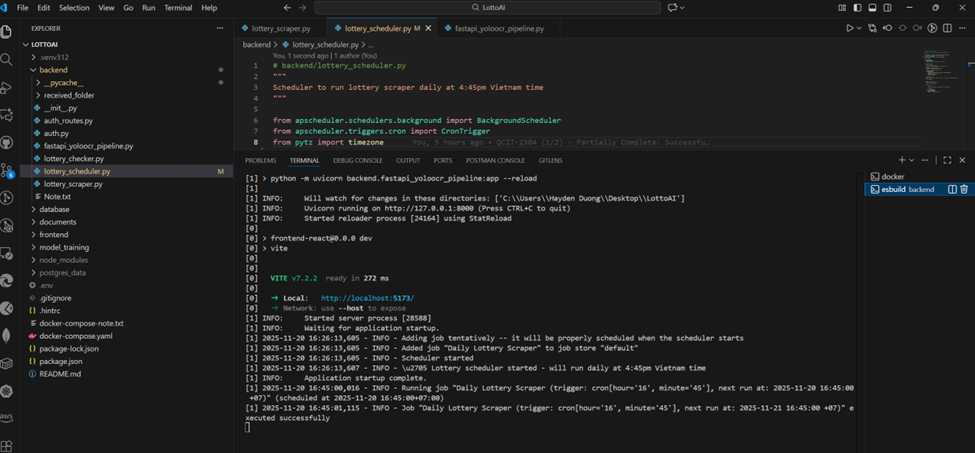 File Edit Selection View Go Run Terminal Help
LottoAI
EXPLORER
LOTTOAI
.venv312
backend
__pycache__
received_folder
__init__.py
auth_routes.py
auth.py
fastapi_yoloocr_pipeline.py
lottery_checker.py
lottery_scheduler.py M
lottery_scraper.py
Note.txt
database
documents
frontend
model_training
node_modules
postgres_data
.env
.gitignore
.hintrc
docker-compose-note.txt
docker-compose.yaml
package-lock.json
package.json
README.md
6
aws
lottery_scraper.py
lottery_scheduler.py M
fastapi_yoloocr_pipeline.py
backend > lottery_scheduler.py > ...
You, 1 second ago | 1 author (You)
1 # backend/lottery_scheduler.py
2 """
3 Scheduler to run lottery scraper daily at 4:45pm Vietnam time
4 """
5
6 from apscheduler.schedulers.background import BackgroundScheduler
7 from apscheduler.triggers.cron import CronTrigger
8 from pytz import timezone You, 5 hours ago • QCIT-2384 (1/2) - Partially Complete: Successfu...
PROBLEMS TERMINAL DEBUG CONSOLE OUTPUT PORTS POSTMAN CONSOLE GITLENS
[1] > python -m uvicorn backend.fastapi_yoloocr_pipeline:app --reload
[1]
[1] INFO: Will watch for changes in these directories: ['C:\\Users\\Hayden Duong\\Desktop\\LottoAI']
[1] INFO: Uvicorn running on http://127.0.0.1:8000 (Press CTRL+C to quit)
[1] INFO: Started reloader process [24164] using StatReload
[0]
[0] > frontend-react@0.0.0 dev
[0] > vite
[0]
[0]
[0] VITE v7.2.2 ready in 272 ms
[0]
[0] ➜ Local: http://localhost:5173/
[0] ➜ Network: use --host to expose
[1] INFO: Started server process [28588]
[1] INFO: Waiting for application startup.
[1] 2025-11-20 16:26:13,605 - INFO - Adding job tentatively -- it will be properly scheduled when the scheduler starts
[1] 2025-11-20 16:26:13,605 - INFO - Added job "Daily Lottery Scraper" to job store "default"
[1] 2025-11-20 16:26:13,605 - INFO - Scheduler started
[1] 2025-11-20 16:26:13,607 - INFO - \u2705 Lottery scheduler started - will run daily at 4:45pm Vietnam time
[1] INFO: Application startup complete.
[1] 2025-11-20 16:45:00,016 - INFO - Running job "Daily Lottery Scraper (trigger: cron[hour='16', minute='45'], next run at: 2025-11-20 16:45:00
+07)" (scheduled at 2025-11-20 16:45:00+07:00)
[1] 2025-11-20 16:45:01,115 - INFO - Job "Daily Lottery Scraper (trigger: cron[hour='16', minute='45'], next run at: 2025-11-21 16:45:00 +07)" e
xecuted successfully
docker
esbuild backend